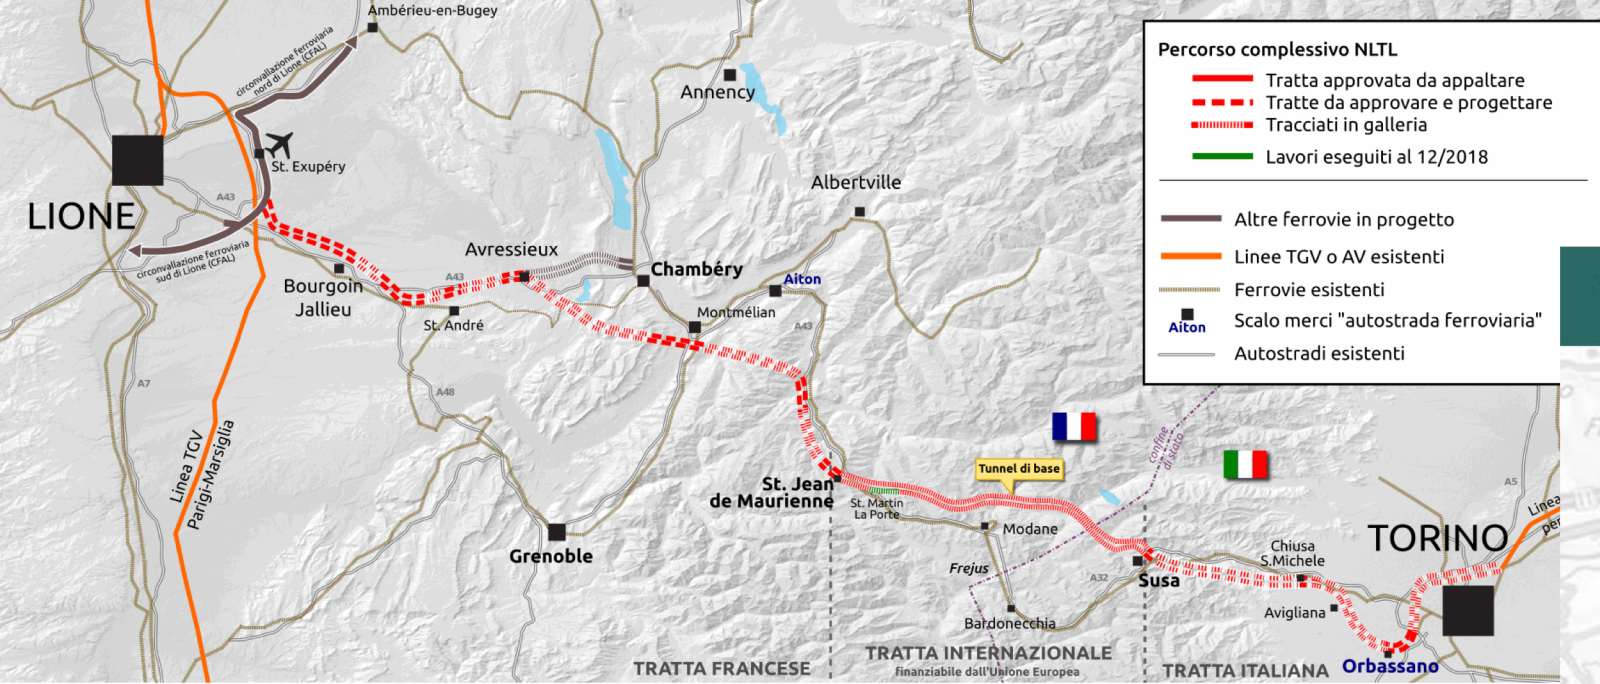 Ambérieu-en-Bugey
circonvallazione ferroviaria
nord di Lione (CFAL)
Annency
St. Exupéry
A43
LIONE
Albertville
circonvallazione ferroviaria
sud di Lione (CFAL)
Avressieux
Bourgoin
Jallieu
A43
Chambéry
Aiton
St. André
Montmélian
A43
A7
A48
Linea TGV
Parigi-Marsiglia
confine
di stato
Tunnel di base
St. Jean
de Maurienne
St. Martin
La Porte
Modane
Grenoble
Frejus
A32
Susa
Chiusa
S.Michele
A5
Linea
per
TORINO
Avigliana
Bardonecchia
Orbassano
TRATTA FRANCESE
TRATTA INTERNAZIONALE
finanziabile dall'Unione Europea
TRATTA ITALIANA
Percorso complessivo NLTL
Tratta approvata da appaltare
Tratte da approvare e progettare
Tracciati in galleria
Lavori eseguiti al 12/2018
Altre ferrovie in progetto
Linee TGV o AV esistenti
Ferrovie esistenti
Aiton
Scalo merci "autostrada ferroviaria"
Autostradi esistenti